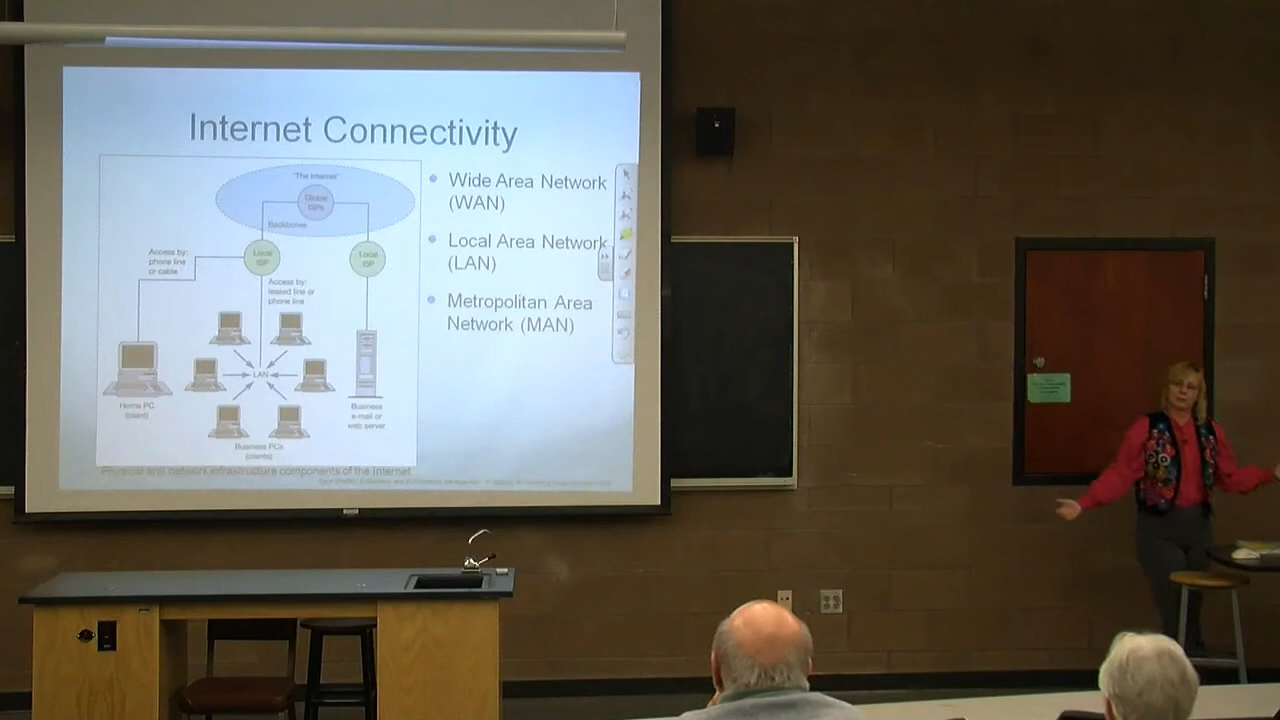 Internet Connectivity
"The Internet"
Global
ISPs
Backbones
Local
ISP
Local
ISP
Access by:
phone line
or cable
Access by:
leased line or
phone line
LAN
Home PC
(client)
Business
e-mail or
web server
Business PCs
(clients)
Physical and network infrastructure components of the Internet
Wide Area Network
(WAN)
Local Area Network
(LAN)
Metropolitan Area
Network (MAN)